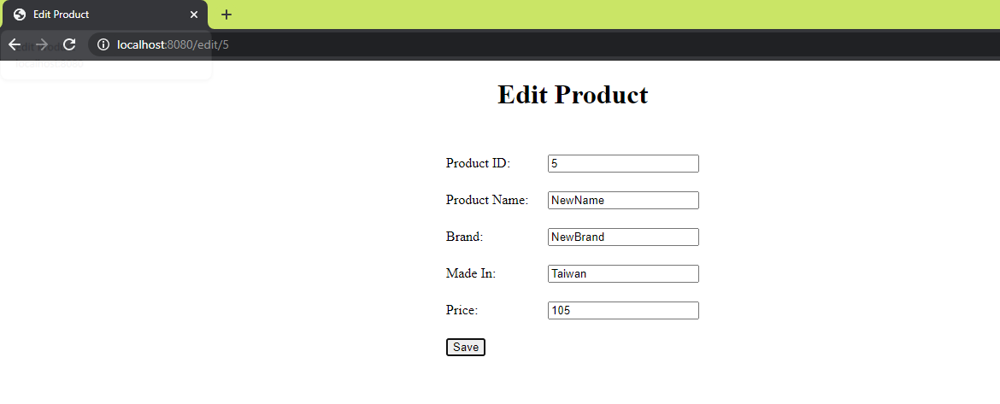 Edit Product
localhost:8080/edit/5
Edit Product
Product ID: 5
Product Name: NewName
Brand: NewBrand
Made In: Taiwan
Price: 105
Save